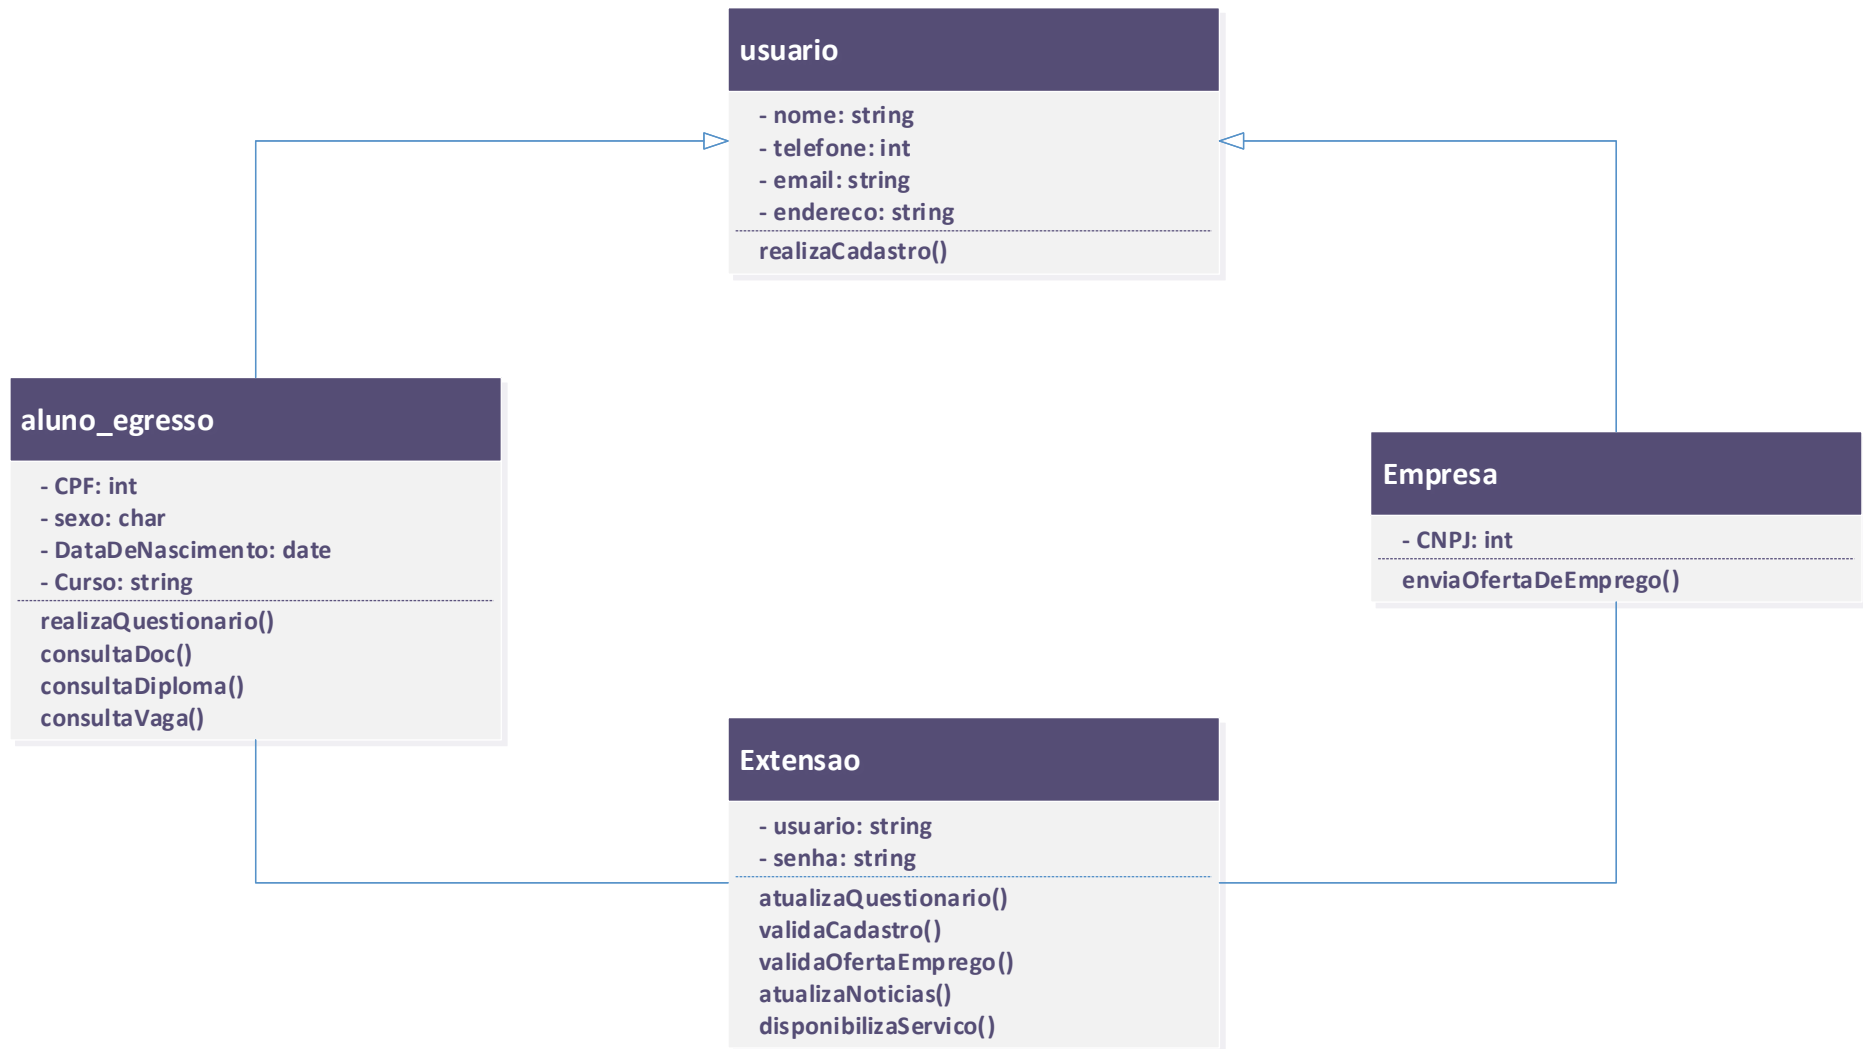 usuario
- nome: string
- telefone: int
- email: string
- endereco: string
realizaCadastro()
aluno_egresso
- CPF: int
- sexo: char
- DataDeNascimento: date
- Curso: string
realizaQuestionario()
consultaDoc()
consultaDiploma()
consultaVaga()
Empresa
- CNPJ: int
enviaOfertaDeEmprego()
Extensao
- usuario: string
- senha: string
atualizaQuestionario()
validaCadastro()
validaOfertaEmprego()
atualizaNoticias()
disponibilizaServico()